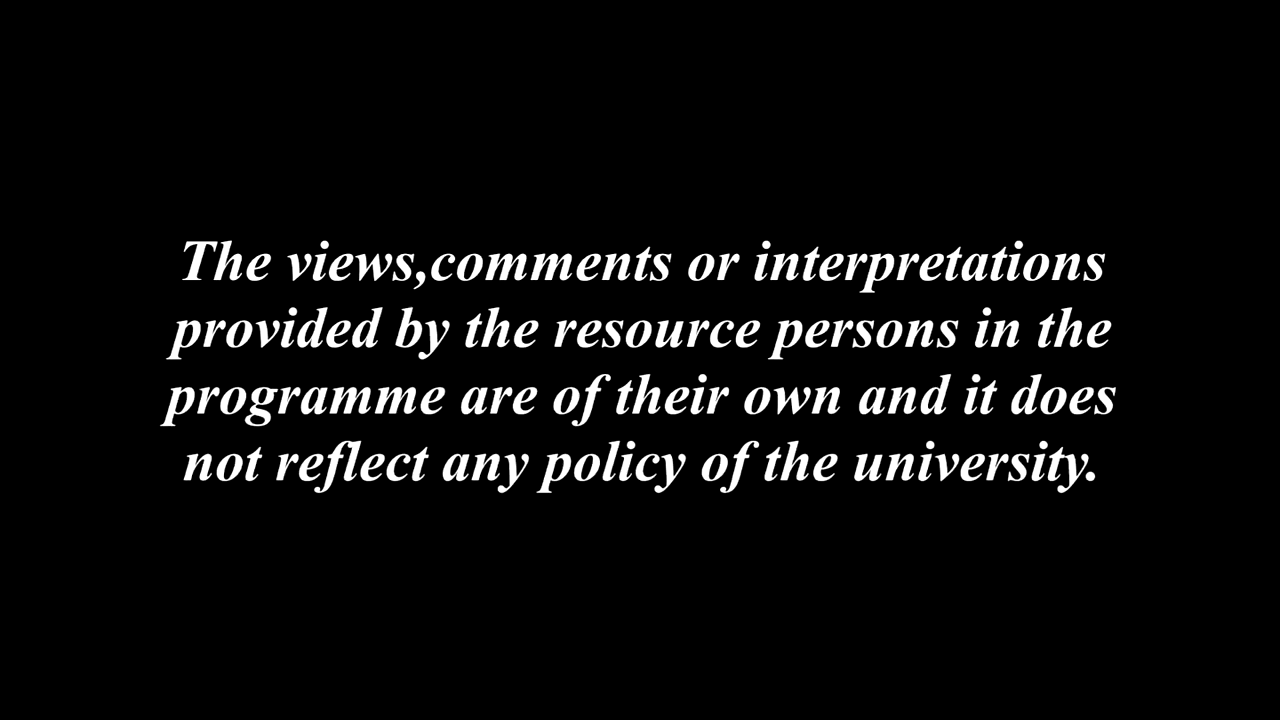 The views,comments or interpretations
provided by the resource persons in the
programme are of their own and it does
not reflect any policy of the university.